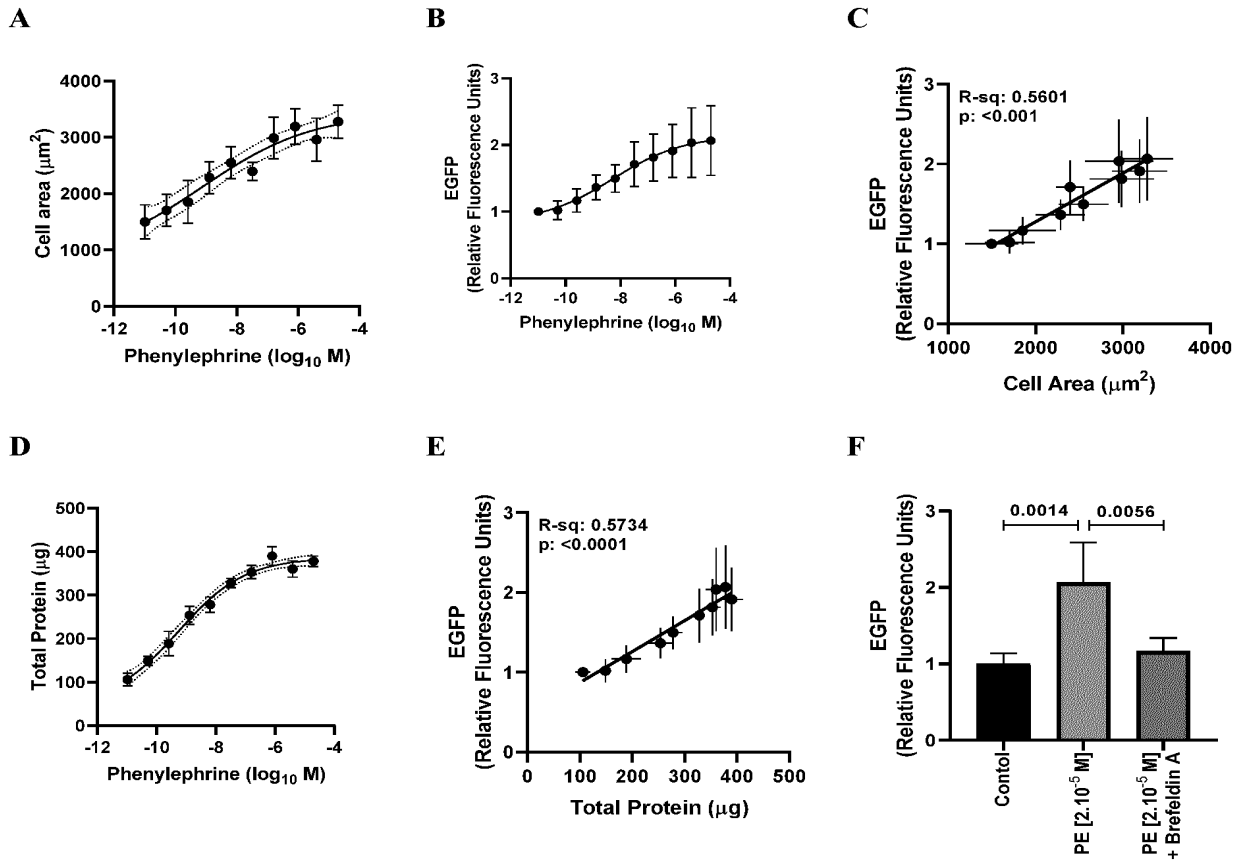 A
B
C
Cell area (μm²)
4000
3000
2000
1000
0
-12
-10
-8
-6
-4
Phenylephrine (log₁₀ M)
EGFP
(Relative Fluorescence Units)
3
2
1
0
-12
-10
-8
-6
-4
Phenylephrine (log₁₀ M)
EGFP
(Relative Fluorescence Units)
3
2
1
0
R-sq: 0.5601
p: <0.001
1000
2000
3000
4000
Cell Area (μm²)
D
E
F
Total Protein (μg)
500
400
300
200
100
0
-12
-10
-8
-6
-4
Phenylephrine (log₁₀ M)
EGFP
(Relative Fluorescence Units)
3
2
1
0
R-sq: 0.5734
p: <0.0001
0
100
200
300
400
500
Total Protein (μg)
EGFP
(Relative Fluorescence Units)
3
2
1
0
0.0014
0.0056
Contol
PE [2.10⁻⁵ M]
PE [2.10⁻⁵ M]
+ Brefeldin A